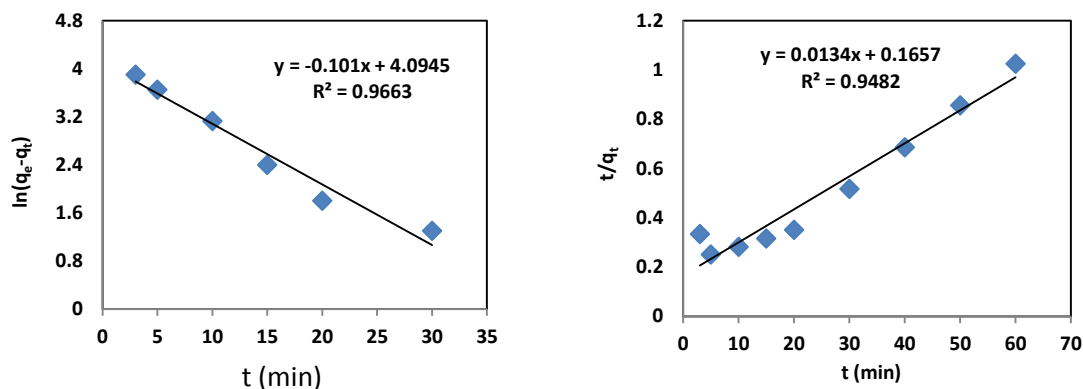 4.8
4
3.2
2.4
1.6
0.8
0
ln(qₑ-qₜ)
y = -0.101x + 4.0945
R² = 0.9663
0 5 10 15 20 25 30 35
t (min)
1.2
1
0.8
0.6
0.4
0.2
0
t/qₜ
y = 0.0134x + 0.1657
R² = 0.9482
0 10 20 30 40 50 60 70
t (min)